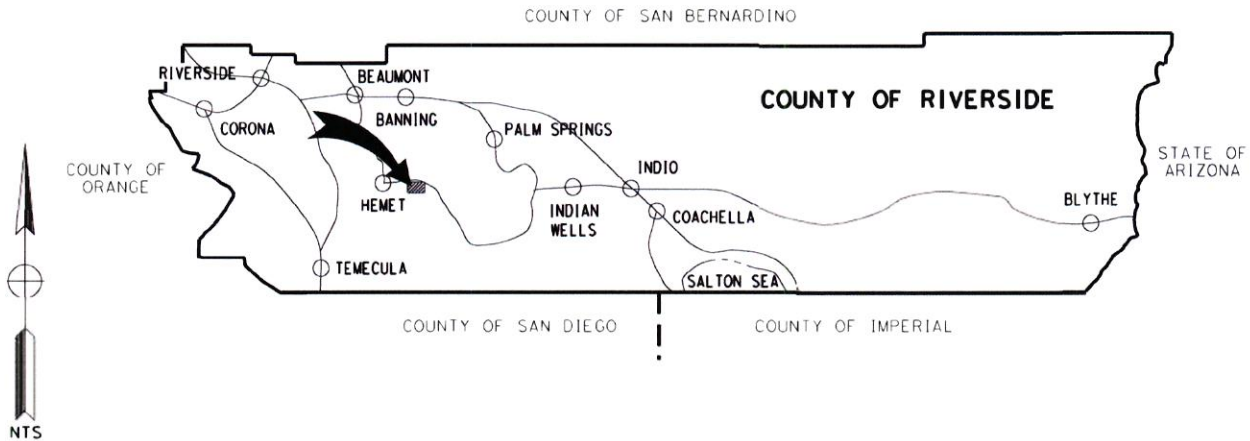 COUNTY OF SAN BERNARDINO
RIVERSIDE
BEAUMONT
COUNTY OF RIVERSIDE
CORONA
BANNING
PALM SPRINGS
COUNTY OF
ORANGE
STATE OF
ARIZONA
HEMET
INDIO
INDIAN
WELLS
COACHELLA
BLYTHE
TEMECULA
SALTON SEA
COUNTY OF SAN DIEGO
COUNTY OF IMPERIAL
NTS